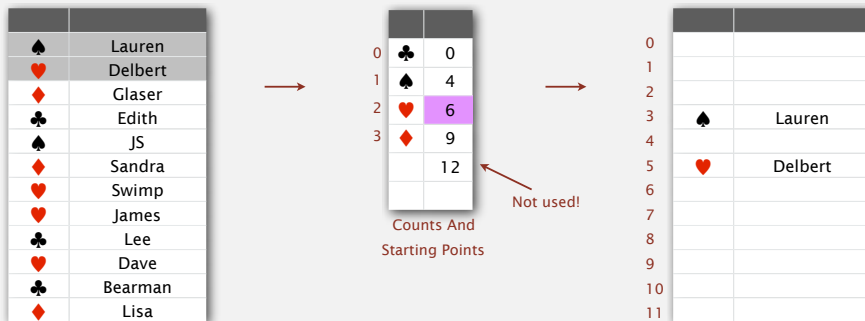 ♠ Lauren
♥ Delbert
♦ Glaser
♣ Edith
♠ JS
♦ Sandra
♥ Swimp
♥ James
♣ Lee
♥ Dave
♣ Bearman
♦ Lisa
0 ♣ 0
1 ♠ 4
2 ♥ 6
3 ♦ 9
12
Not used!
Counts And
Starting Points
0
1
2
3 ♠ Lauren
4
5 ♥ Delbert
6
7
8
9
10
11